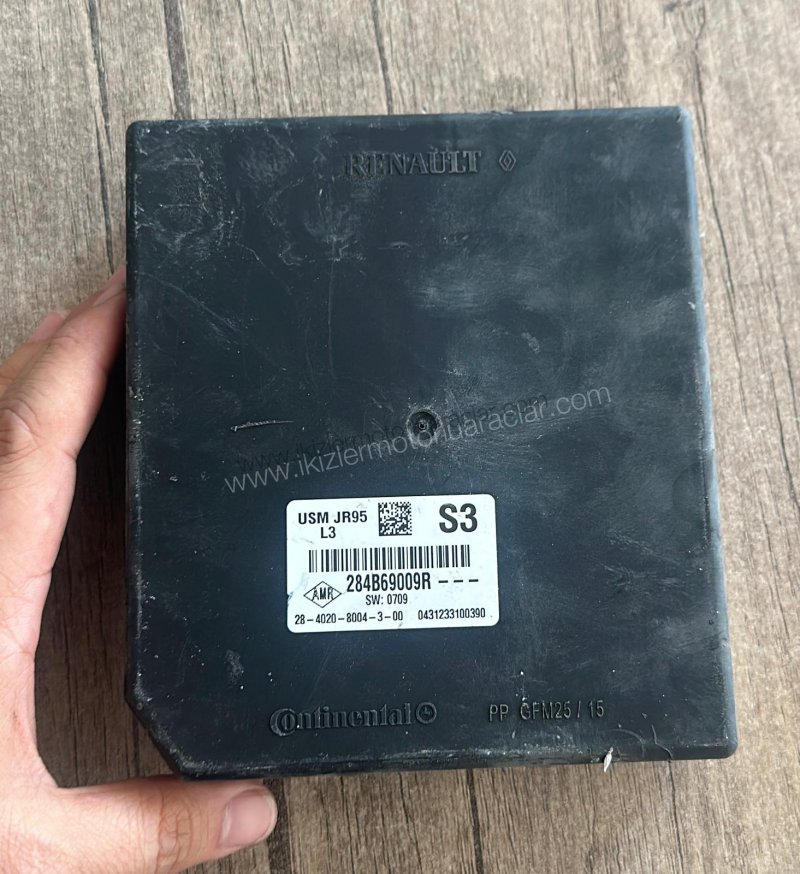 RENAULT
www.ikizlermotorluaraclar.com
USM JR95
L3
S3
284B69009R---
AMR
SW: 0709
28-4020-8004-3-00 0431233100390
Continental
PP GFM25 / 15